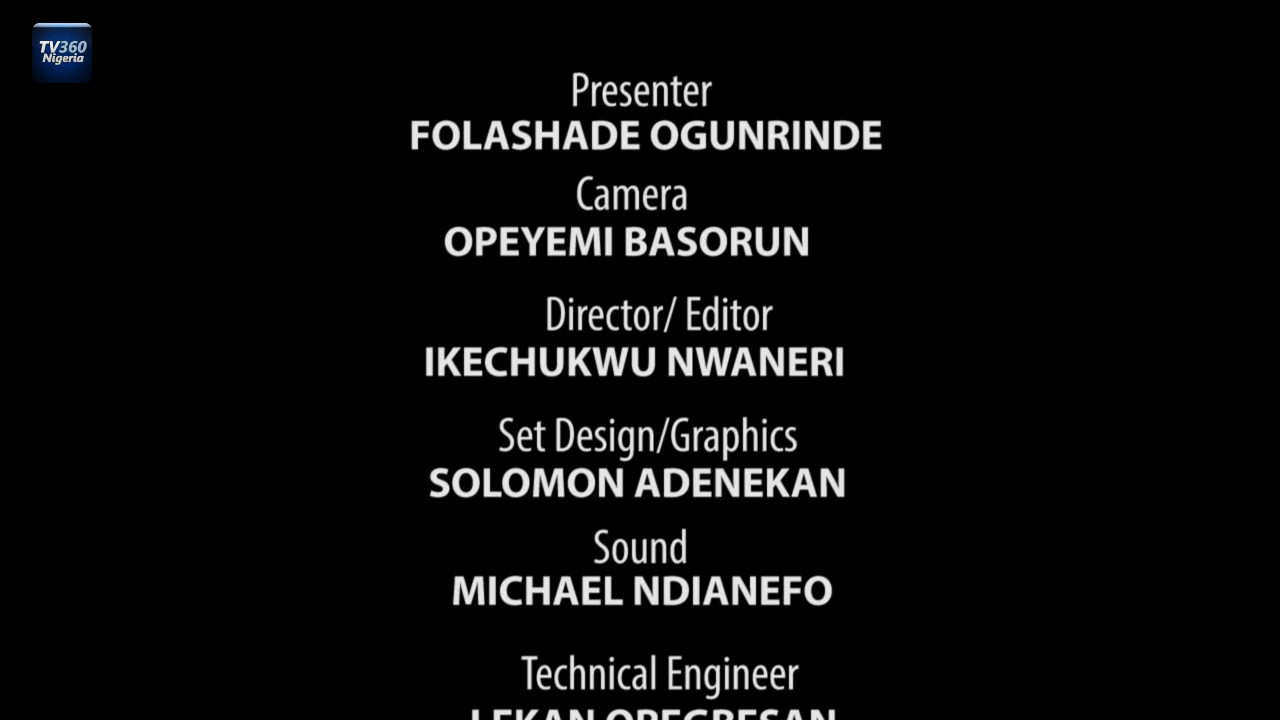 TV360
Nigeria
Presenter
FOLASHADE OGUNRINDE
Camera
OPEYEMI BASORUN
Director/ Editor
IKECHUKWU NWANERI
Set Design/Graphics
SOLOMON ADENEKAN
Sound
MICHAEL NDIANEFO
Technical Engineer
LEKAN